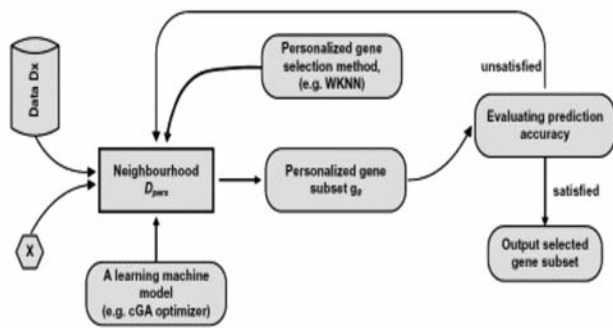 Data Dx
X
Personalized gene
selection method,
(e.g. WKNN)
Neighbourhood
Dpers
A learning machine
model
(e.g. cGA optimizer)
Personalized gene
subset
unsatisfied
Evaluating prediction
accuracy
satisfied
Output selected
gene subset